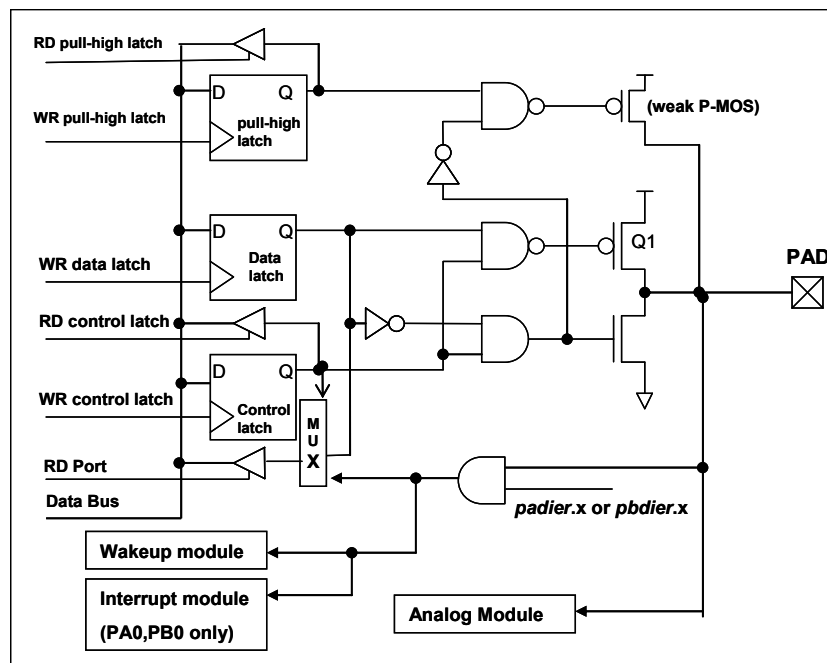 RD pull-high latch
D Q
(weak P-MOS)
WR pull-high latch
pull-high
latch
D Q
Data
latch
Q1
PAD
WR data latch
RD control latch
D Q
WR control latch
Control
latch
M
U
X
RD Port
padier.x or pbdier.x
Data Bus
Wakeup module
Interrupt module
(PA0,PB0 only)
Analog Module